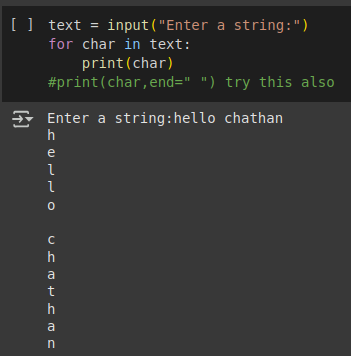 [ ] text = input("Enter a string:")
for char in text:
    print(char)
#print(char,end=" ") try this also
Enter a string:hello chathan
h
e
l
l
o

c
h
a
t
h
a
n